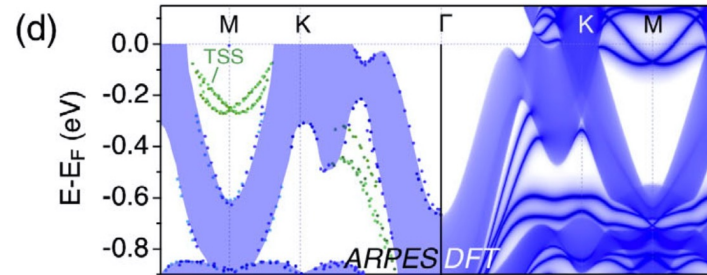 (d)
M K Γ K M
TSS
0.0
-0.2
-0.4
-0.6
-0.8
E-E_F (eV)
ARPES DFT